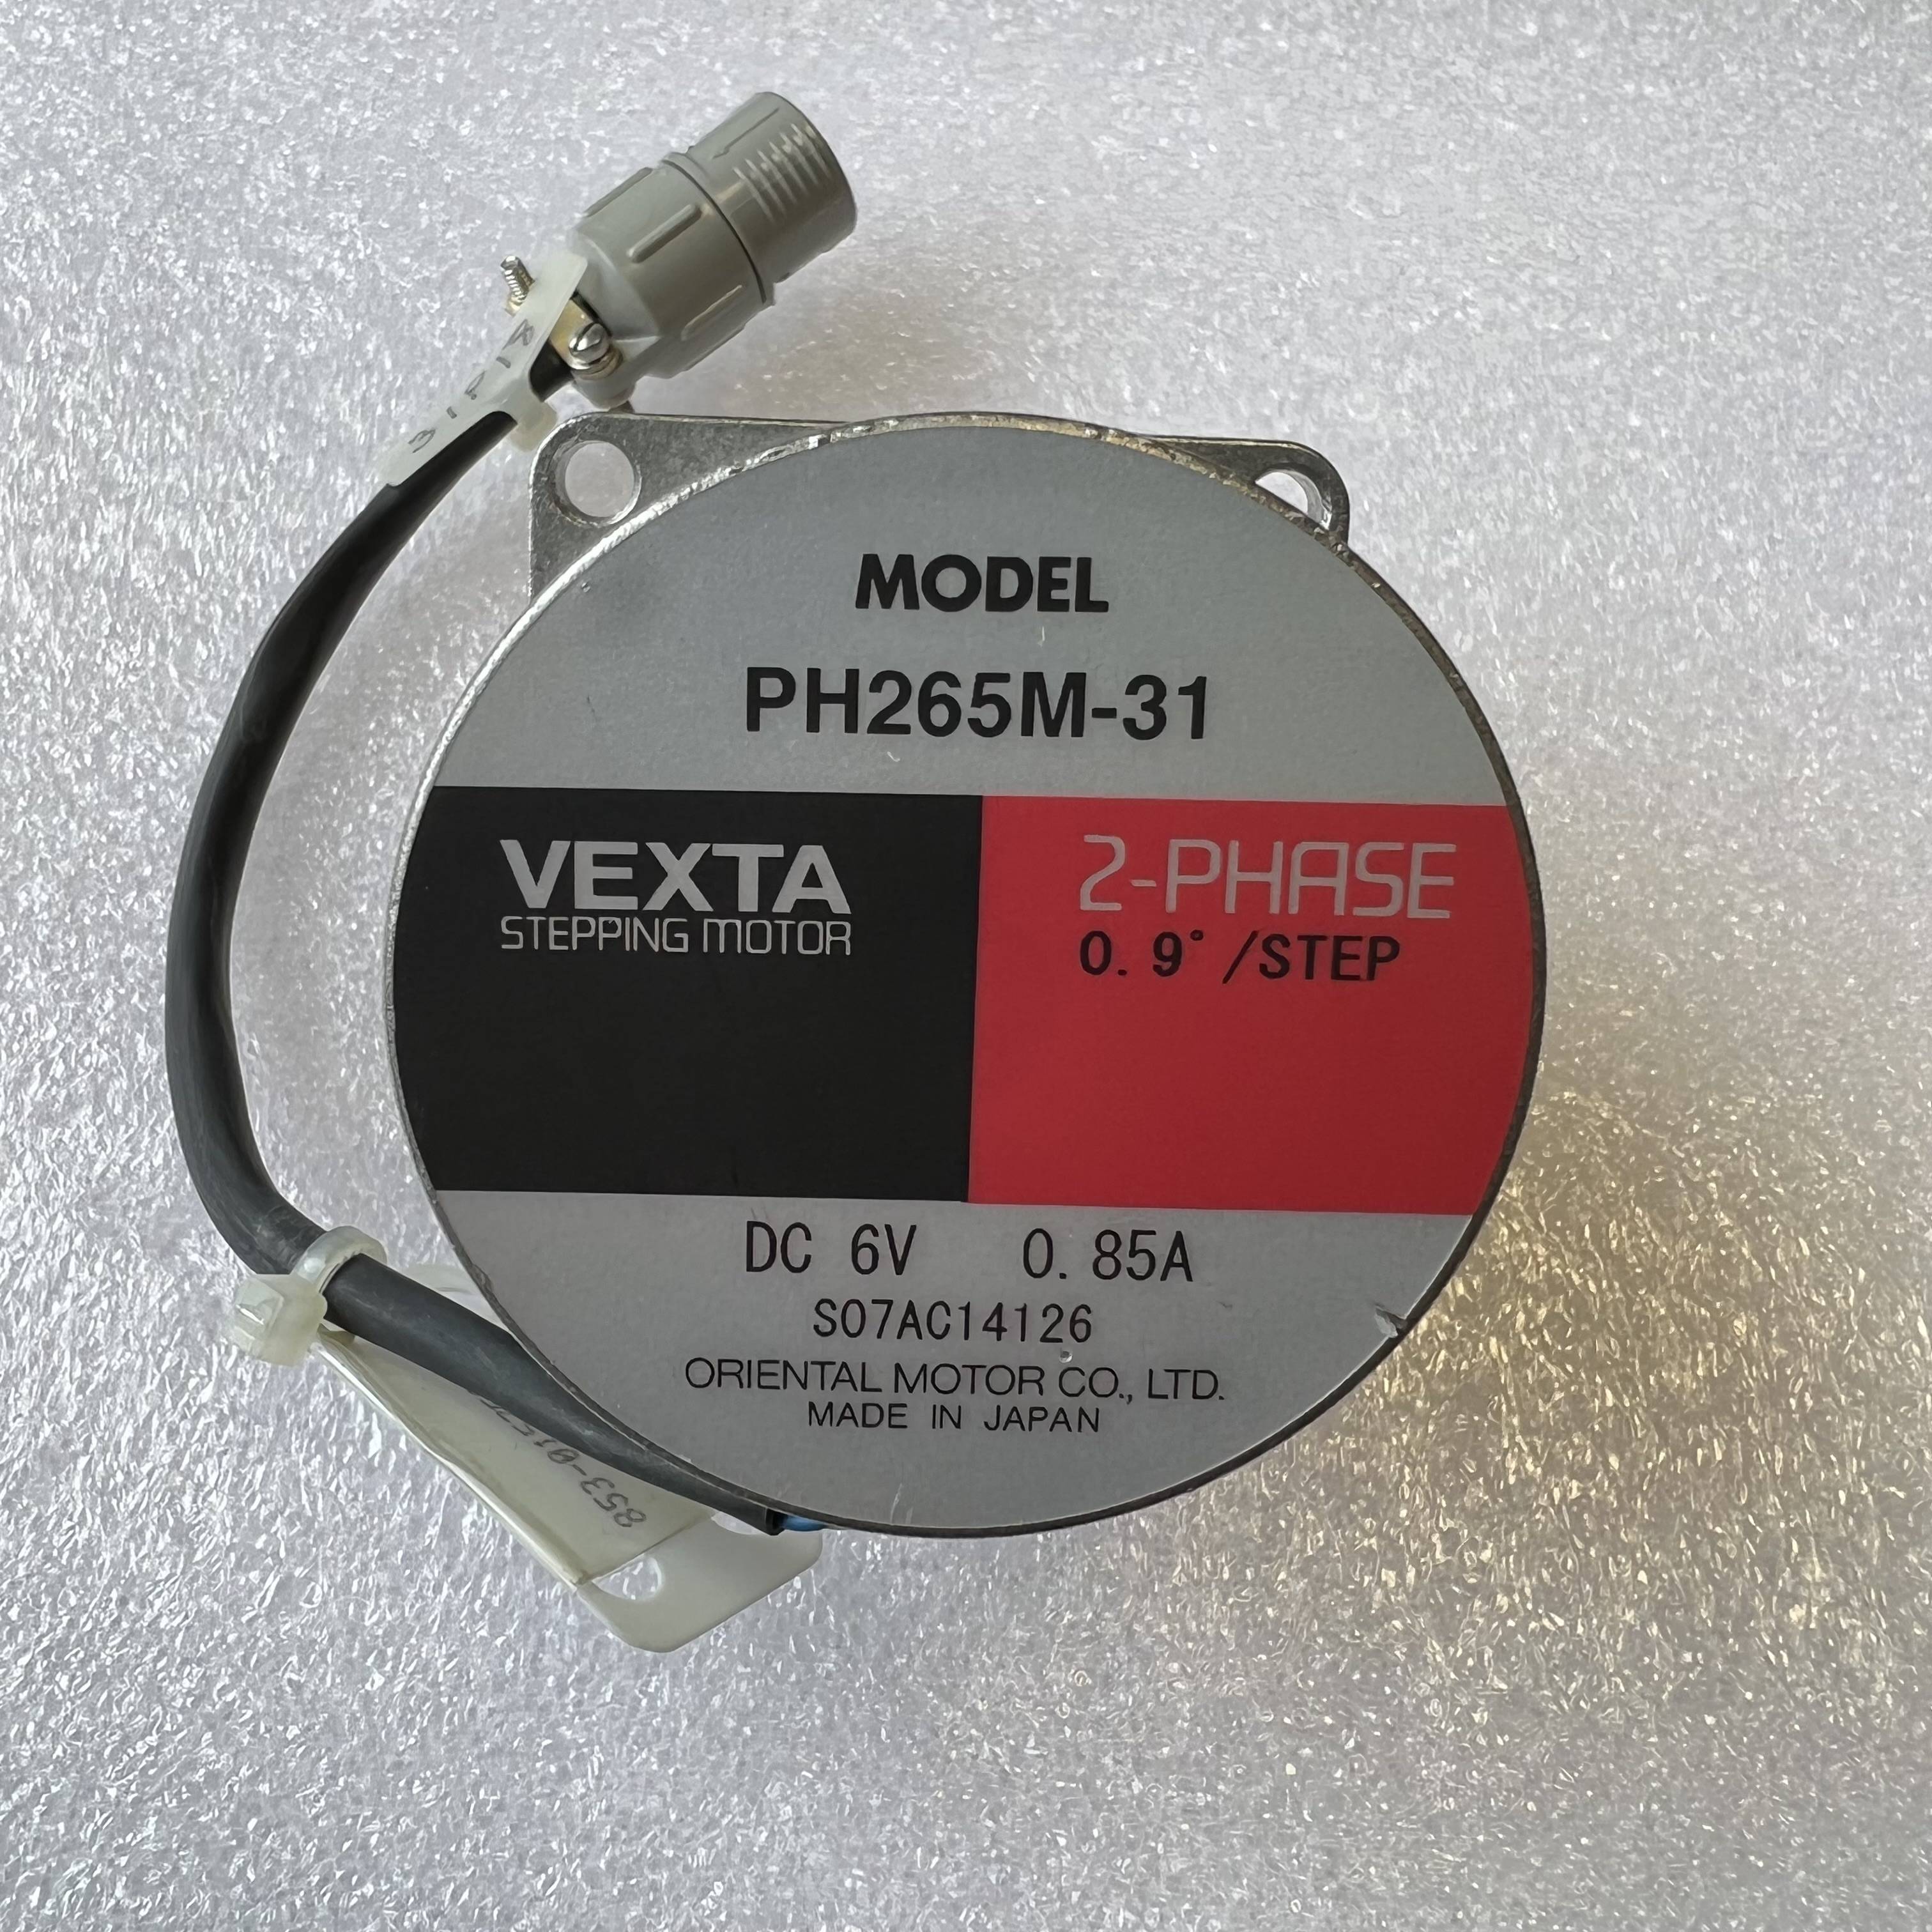 MODEL
PH265M-31
VEXTA
STEPPING MOTOR
2-PHASE
0.9°/STEP
DC 6V 0.85A
S07AC14126
ORIENTAL MOTOR CO., LTD.
MADE IN JAPAN